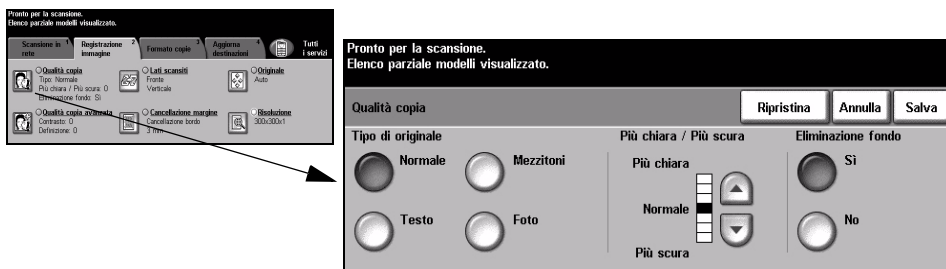 Pronto per la scansione.
Elenco parziale modelli visualizzato.
Scansione in rete 1
Registrazione immagine 2
Formato copie 3
Aggiorna destinazioni 4
Tutti i servizi
Qualità copia
Tipo: Normale
Più chiara / Più scura: 0
Eliminazione fondo: Sì
Lati scansiti
Fronte
Verticale
Originale
Auto
Qualità copia avanzata
Contrasto: 0
Definizione: 0
Cancellazione margine
Cancellazione bordo
3 mm
Risoluzione
300x300x1
Pronto per la scansione.
Elenco parziale modelli visualizzato.
Qualità copia
Ripristina
Annulla
Salva
Tipo di originale
Normale
Mezzitoni
Testo
Foto
Più chiara / Più scura
Più chiara
Normale
Più scura
Eliminazione fondo
Sì
No